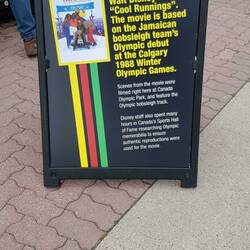 Walt Disney's
"Cool Runnings".
The movie is based
on the Jamaican
bobsleigh team's
Olympic debut
at the Calgary
1988 Winter
Olympic Games.
Scenes from the movie were
filmed right here at Canada
Olympic Park, and feature the
Olympic bobsleigh track.
Disney staff also spent many
hours in Canada's Sports Hall
of Fame researching Olympic
memorabilia to ensure
authentic reproductions were
used for the movie.